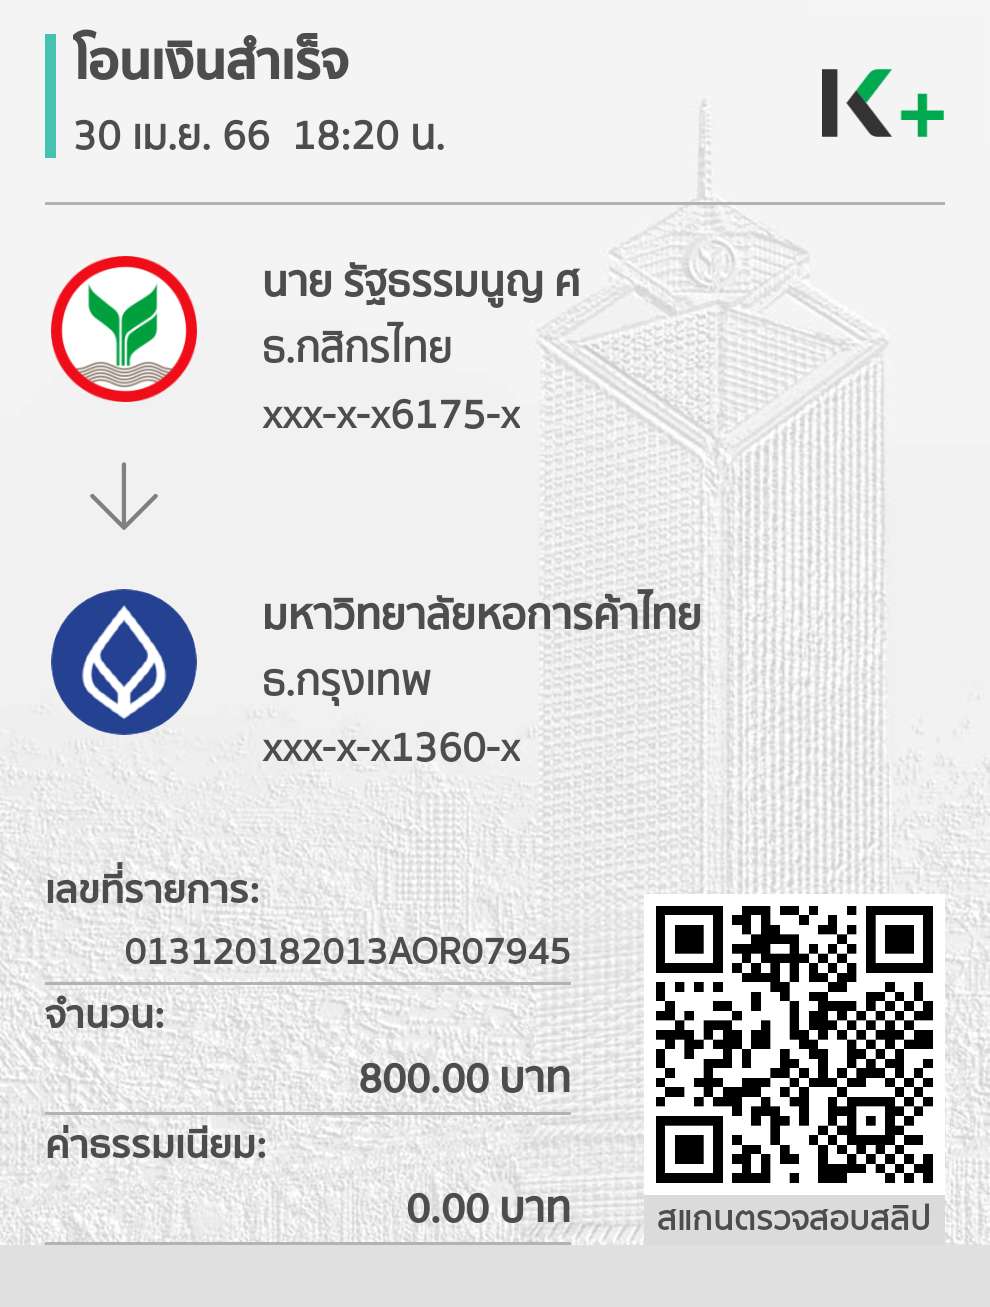 โอนเงินสำเร็จ
30 เม.ย. 66 18:20 น.
K+
นาย รัฐธรรมนูญ ศ
ธ.กสิกรไทย
xxx-x-x6175-x
มหาวิทยาลัยหอการค้าไทย
ธ.กรุงเทพ
xxx-x-x1360-x
เลขที่รายการ:
013120182013AOR07945
จำนวน:
800.00 บาท
ค่าธรรมเนียม:
0.00 บาท
สแกนตรวจสอบสลิป